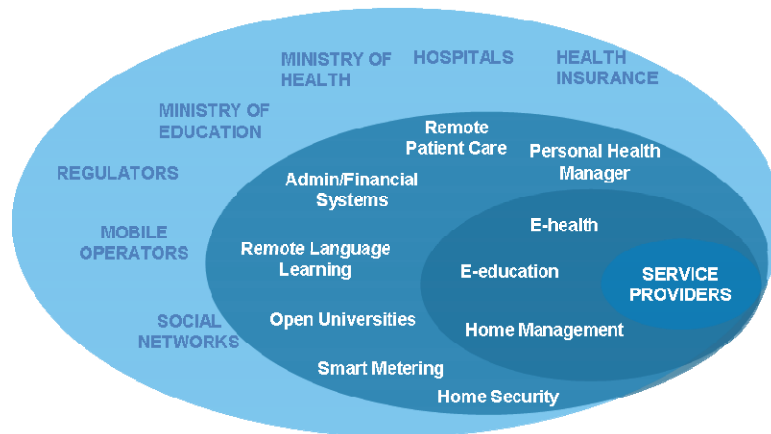 MINISTRY OF
HEALTH
HOSPITALS
HEALTH
INSURANCE
MINISTRY OF
EDUCATION
REGULATORS
MOBILE
OPERATORS
SOCIAL
NETWORKS
Remote
Patient Care
Personal Health
Manager
Admin/Financial
Systems
Remote Language
Learning
Open Universities
Smart Metering
Home Security
E-health
E-education
Home Management
SERVICE
PROVIDERS